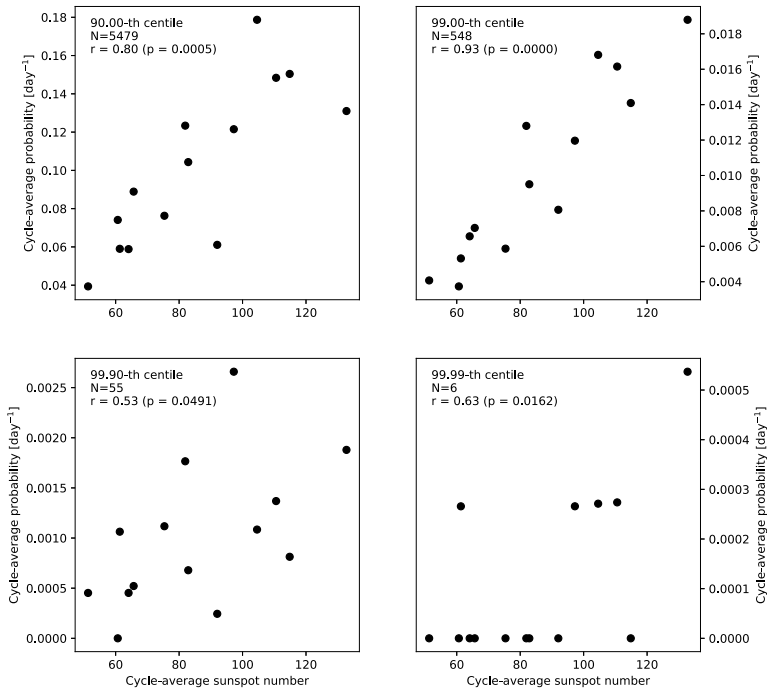 90.00-th centile
N=5479
r = 0.80 (p = 0.0005)
Cycle-average probability [day⁻¹]
0.18
0.16
0.14
0.12
0.10
0.08
0.06
0.04
60
80
100
120
99.00-th centile
N=548
r = 0.93 (p = 0.0000)
Cycle-average probability [day⁻¹]
0.018
0.016
0.014
0.012
0.010
0.008
0.006
0.004
60
80
100
120
99.90-th centile
N=55
r = 0.53 (p = 0.0491)
Cycle-average probability [day⁻¹]
0.0025
0.0020
0.0015
0.0010
0.0005
0.0000
60
80
100
120
Cycle-average sunspot number
99.99-th centile
N=6
r = 0.63 (p = 0.0162)
Cycle-average probability [day⁻¹]
0.0005
0.0004
0.0003
0.0002
0.0001
0.0000
60
80
100
120
Cycle-average sunspot number